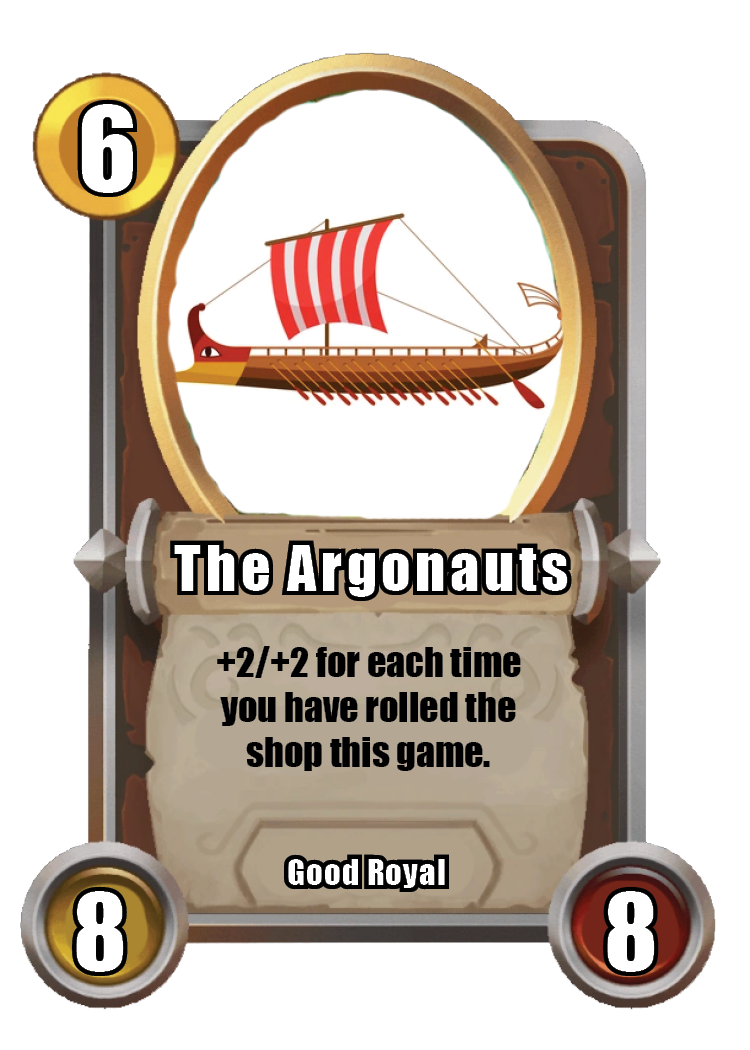 6
The Argonauts
+2/+2 for each time
you have rolled the
shop this game.
Good Royal
8
8